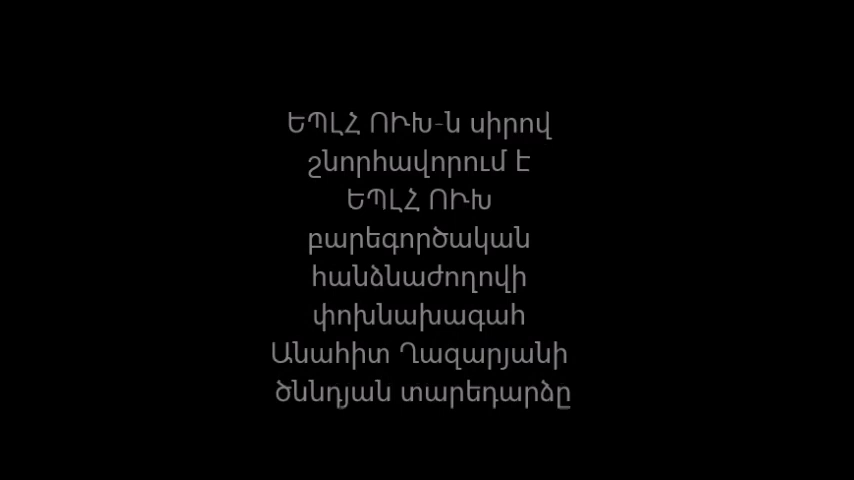 ԵՊԼՀ ՈՒԽ-ն սիրով
շնորհավորում է
ԵՊԼՀ ՈՒԽ
բարեգործական
հանձնաժողովի
փոխնախագահ
Անահիտ Ղազարյանի
ծննդյան տարեդարձը